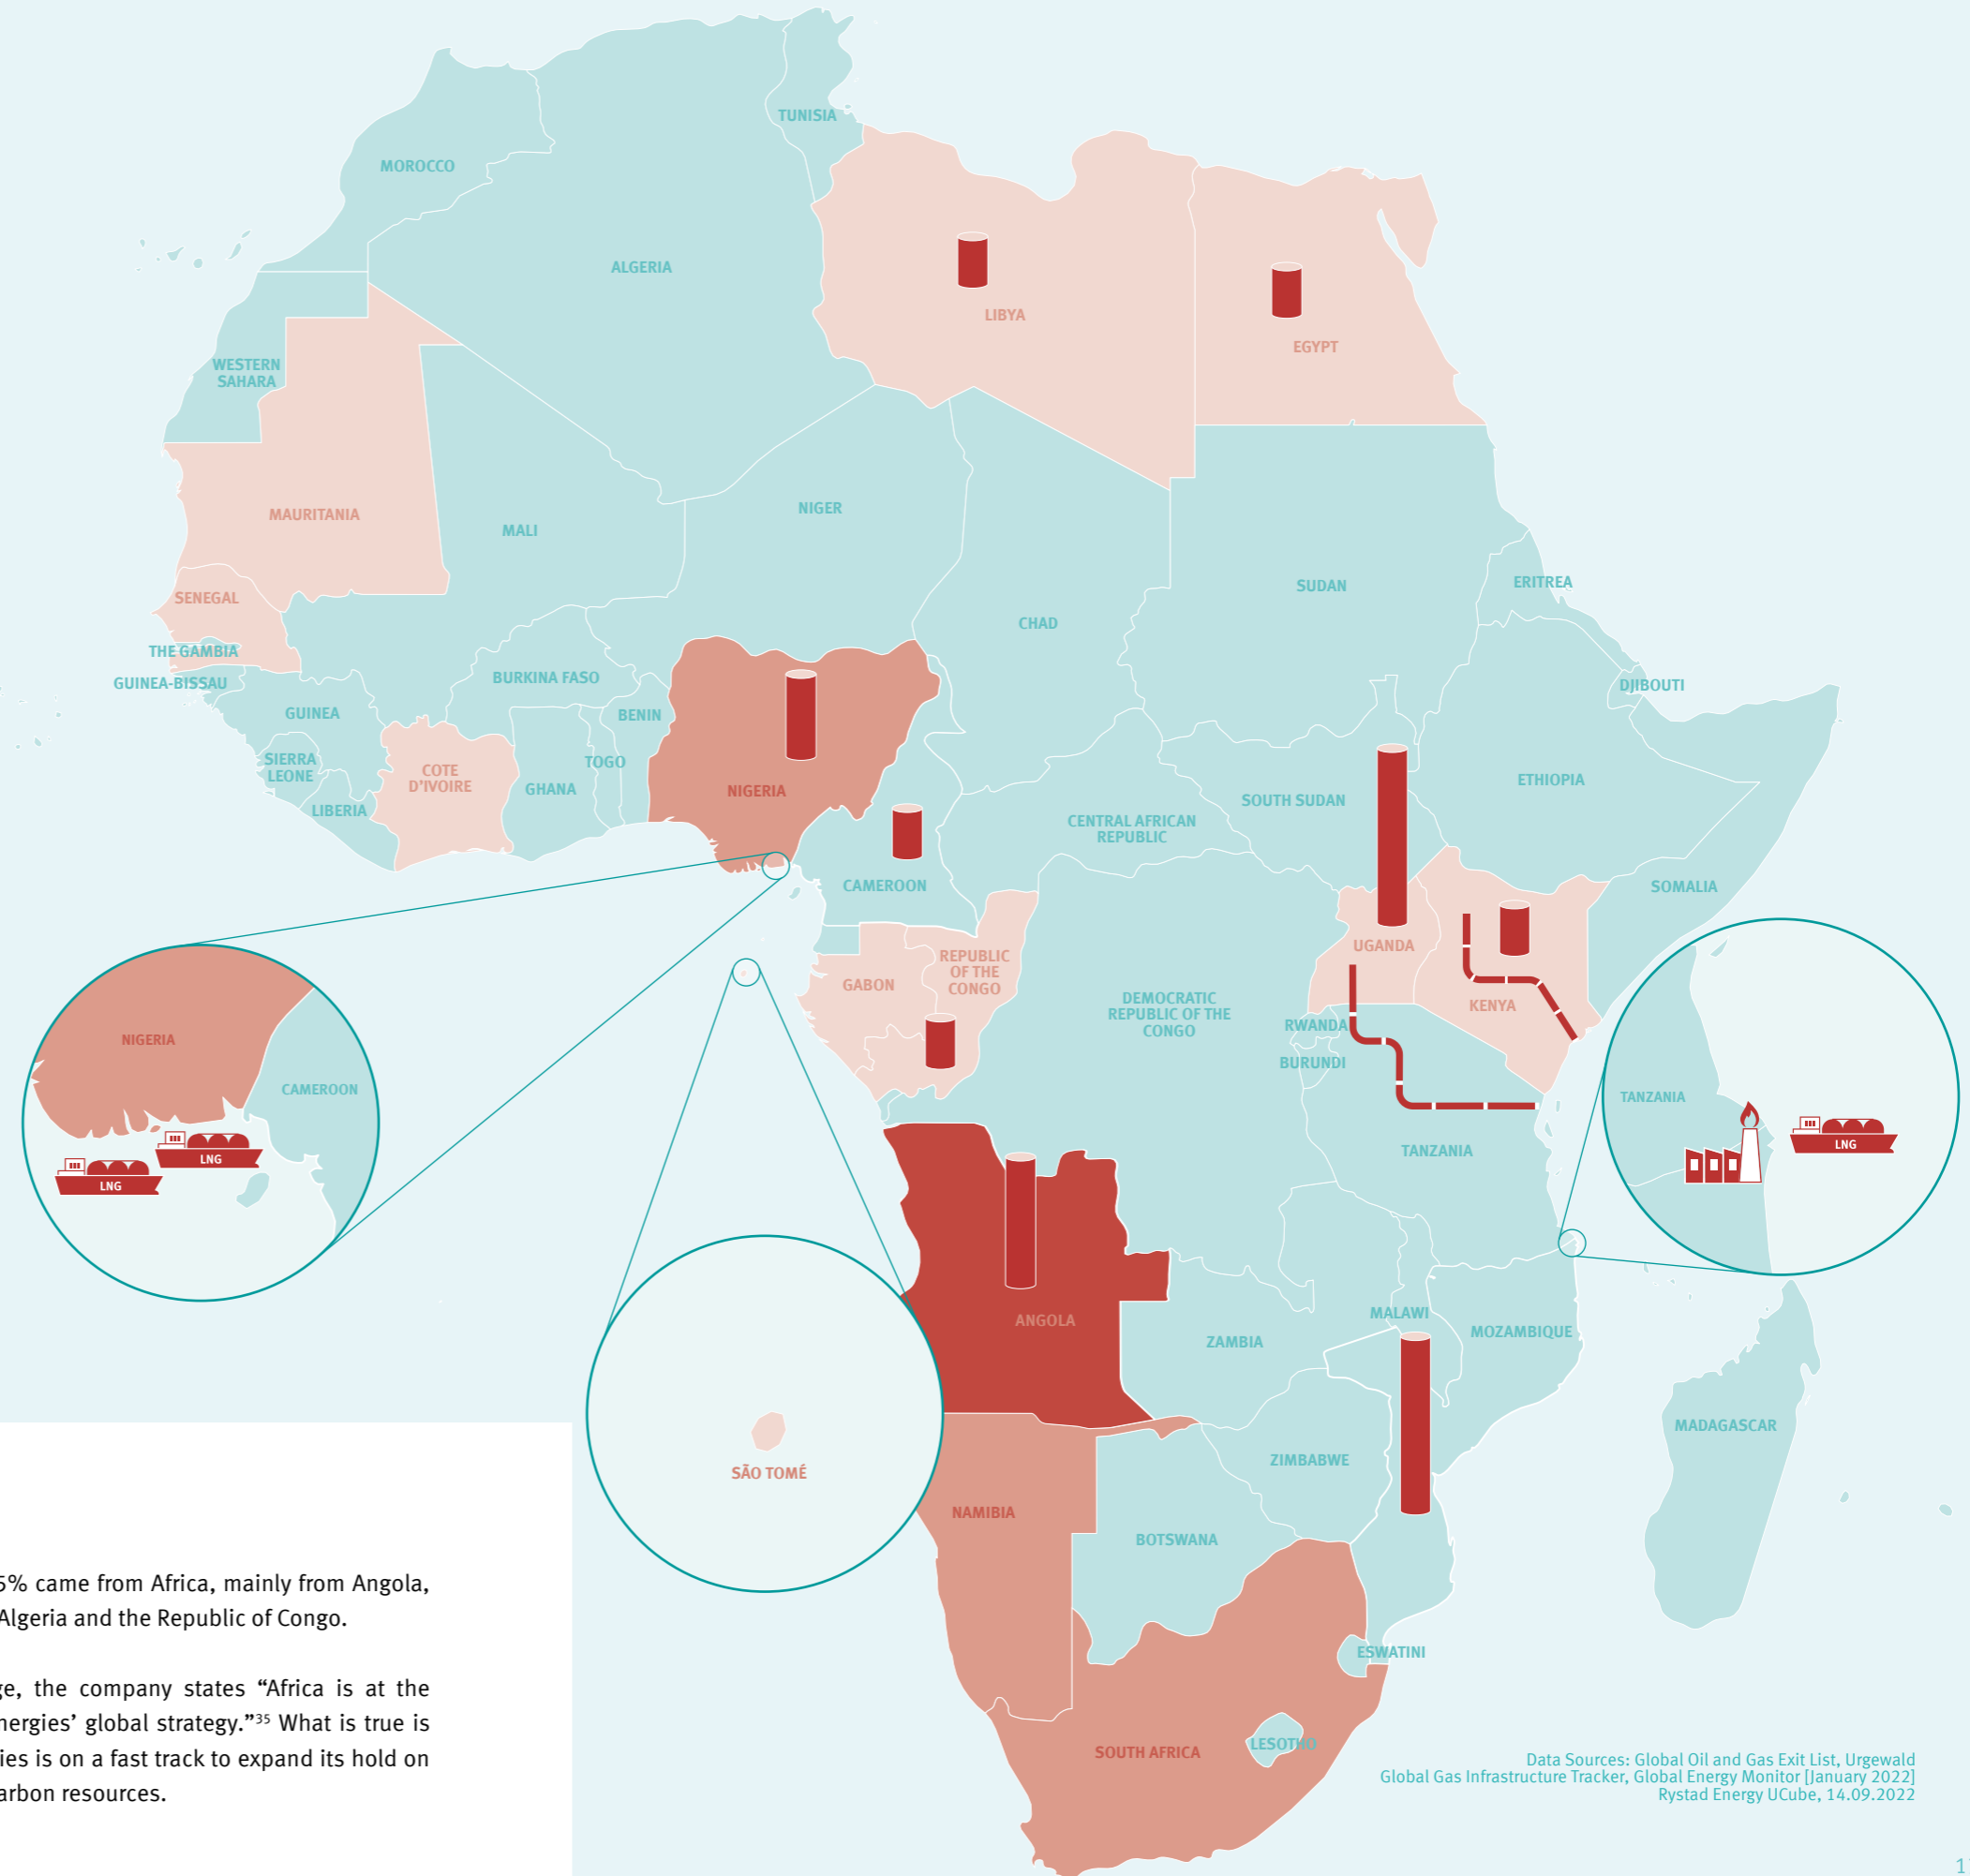 TUNISIA
MOROCCO
ALGERIA
LIBYA
EGYPT
WESTERN
SAHARA
MAURITANIA
MALI
NIGER
CHAD
SUDAN
ERITREA
SENEGAL
THE GAMBIA
GUINEA-BISSAU
GUINEA
BURKINA FASO
BENIN
TOGO
SIERRA
LEONE
LIBERIA
COTE
D'IVOIRE
GHANA
NIGERIA
DJIBOUTI
ETHIOPIA
SOUTH SUDAN
CENTRAL AFRICAN
REPUBLIC
CAMEROON
SOMALIA
UGANDA
KENYA
GABON
REPUBLIC
OF THE
CONGO
DEMOCRATIC
REPUBLIC OF THE
CONGO
RWANDA
BURUNDI
TANZANIA
NIGERIA
CAMEROON
LNG
LNG
TANZANIA
LNG
ANGOLA
ZAMBIA
MALAWI
MOZAMBIQUE
MADAGASCAR
SÃO TOMÉ
NAMIBIA
ZIMBABWE
BOTSWANA
ESWATINI
SOUTH AFRICA
LESOTHO
5% came from Africa, mainly from Angola,
Algeria and the Republic of Congo.
ge, the company states “Africa is at the
nergies’ global strategy.”³⁵ What is true is
ies is on a fast track to expand its hold on
arbon resources.
Data Sources: Global Oil and Gas Exit List, Urgewald
Global Gas Infrastructure Tracker, Global Energy Monitor [January 2022]
Rystad Energy UCube, 14.09.2022